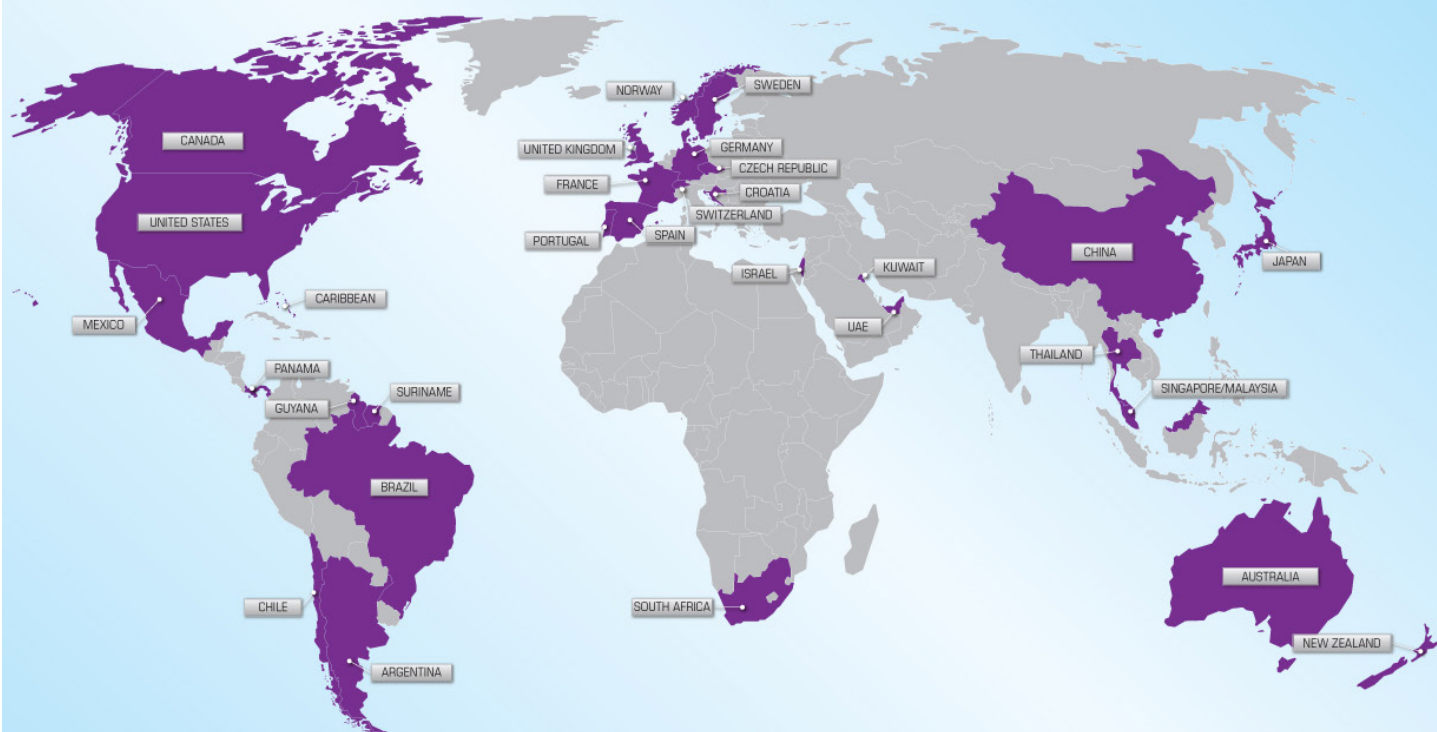 NORWAY
SWEDEN
CANADA
UNITED KINGDOM
GERMANY
CZECH REPUBLIC
FRANCE
CROATIA
UNITED STATES
SWITZERLAND
PORTUGAL
SPAIN
CHINA
JAPAN
ISRAEL
KUWAIT
CARIBBEAN
MEXICO
UAE
THAILAND
PANAMA
SURINAME
SINGAPORE/MALAYSIA
GUYANA
BRAZIL
AUSTRALIA
CHILE
SOUTH AFRICA
NEW ZEALAND
ARGENTINA